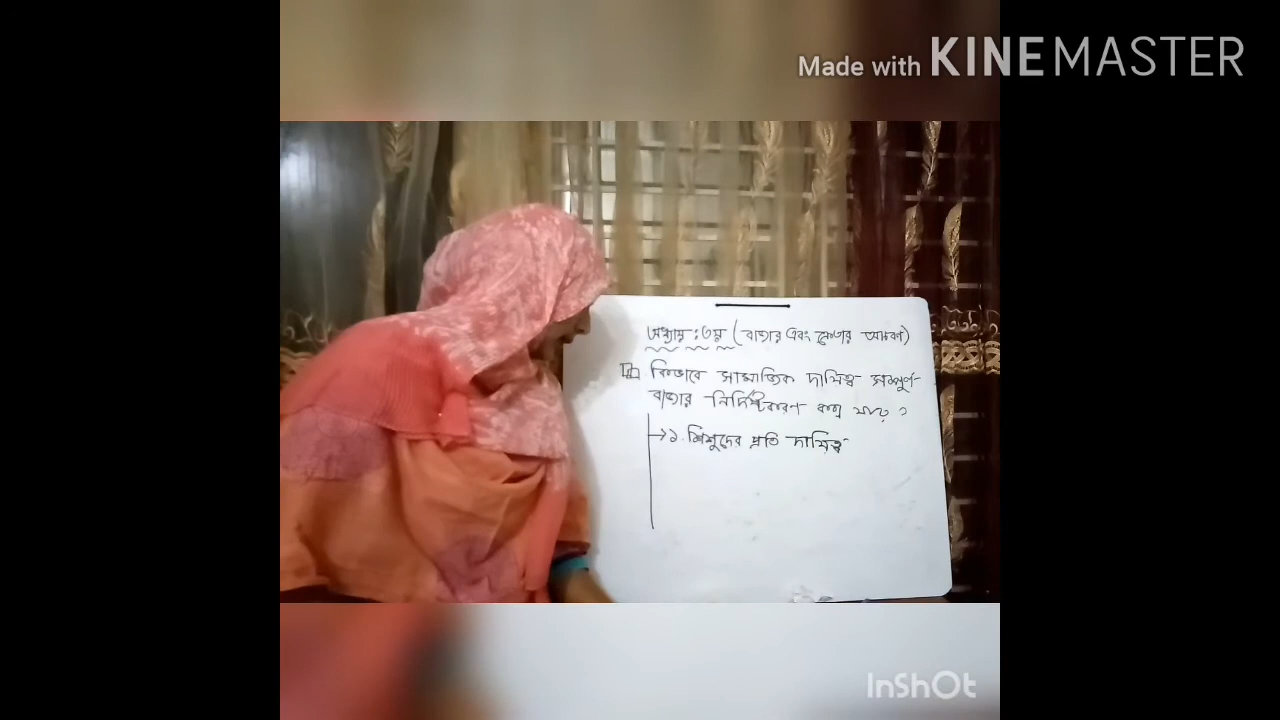 Made with KINEMASTER
অধ্যায় : ৩য় (বাজার এবং ক্রেতার আচরণ)
কিভাবে সামাজিক দায়িত্ব সম্পূর্ণ
বাজার নির্দিষ্টকরণ করা যায় ?
১. শিশুদের প্রতি দায়িত্ব
InShOt